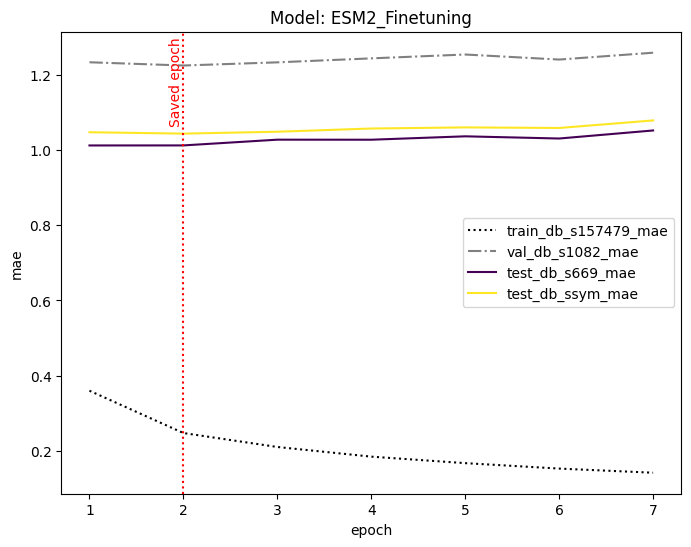 Model: ESM2_Finetuning
Saved epoch
mae
1.2
1.0
0.8
0.6
0.4
0.2
train_db_s157479_mae
val_db_s1082_mae
test_db_s669_mae
test_db_ssym_mae
1 2 3 4 5 6 7
epoch